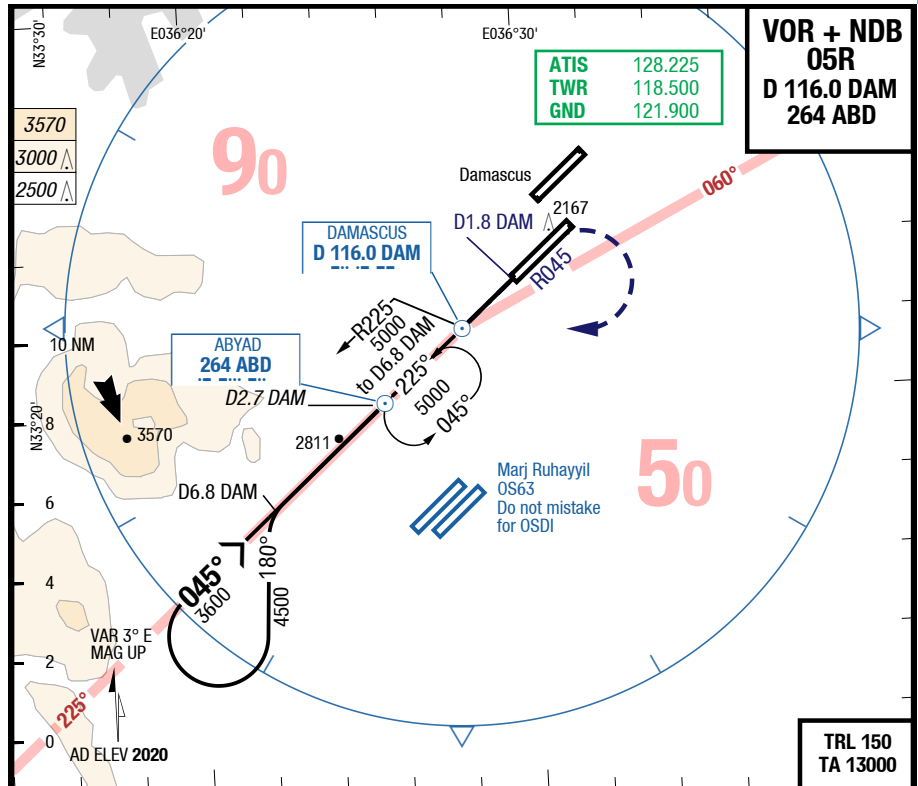 N33°30'
E036°20'
E036°30'
VOR + NDB
05R
D 116.0 DAM
264 ABD
ATIS 128.225
TWR 118.500
GND 121.900
3570
3000
2500
90
Damascus
060°
2167
D1.8 DAM
R045
DAMASCUS
D 116.0 DAM
R225
5000
to D6.8 DAM
ABYAD
264 ABD
10 NM
225°
5000
045°
D2.7 DAM
N33°20'
8
3570
2811
50
Marj Ruhayyil
OS63
Do not mistake
for OSDI
D6.8 DAM
6
045°
3600
180°
4500
4
VAR 3° E
MAG UP
2
225°
0
AD ELEV 2020
TRL 150
TA 13000